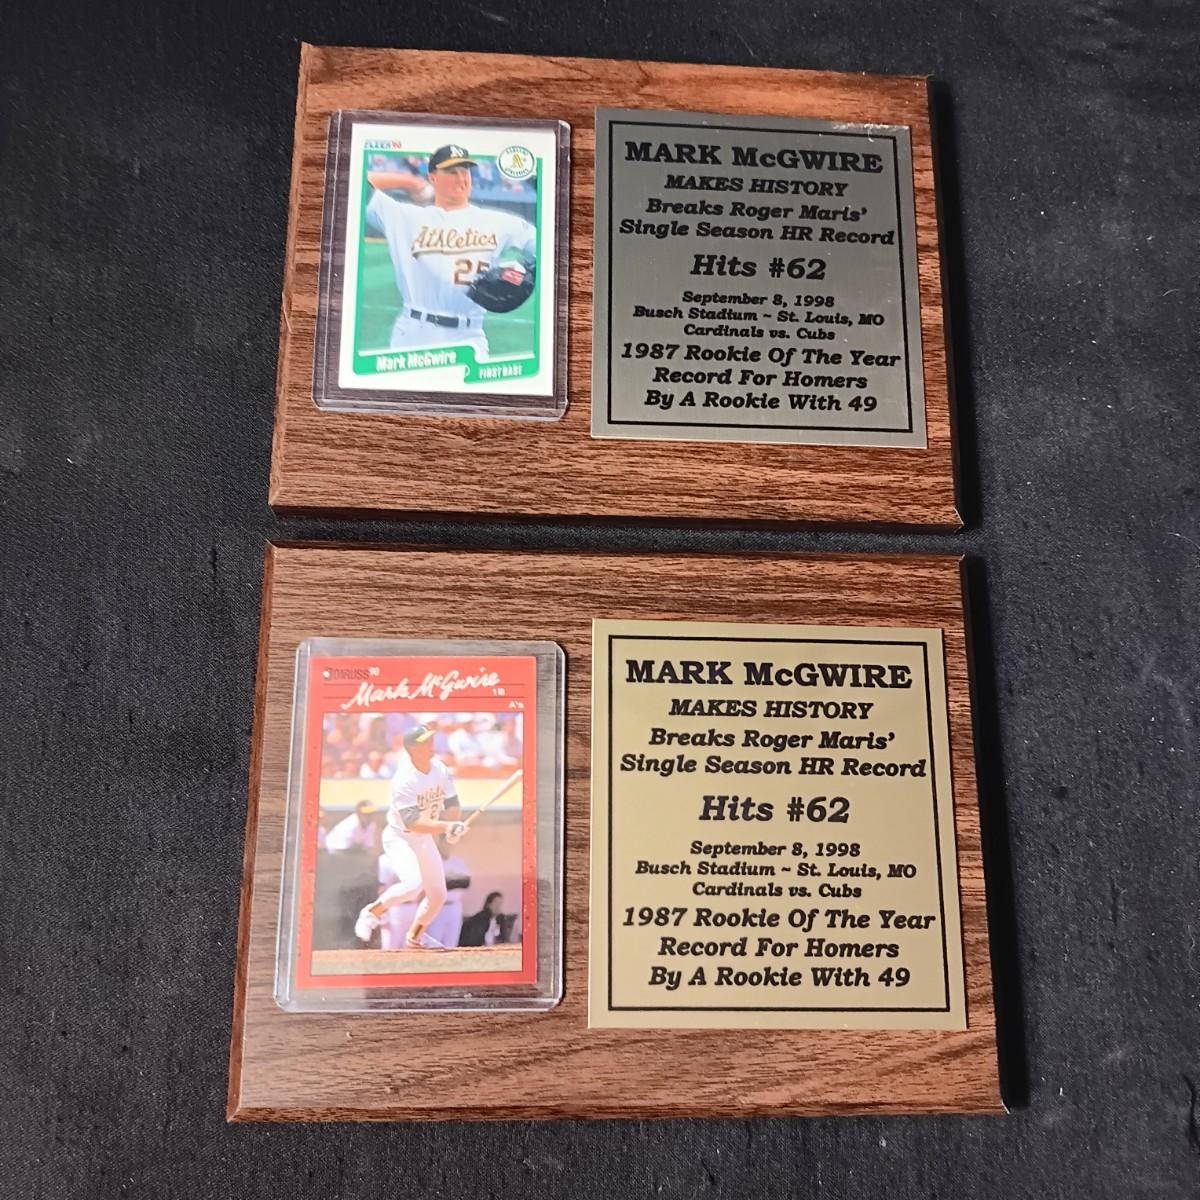 FLEER '90
Athletics
25
Mark McGwire
FIRST BASE
MARK McGWIRE
MAKES HISTORY
Breaks Roger Maris'
Single Season HR Record
Hits #62
September 8, 1998
Busch Stadium ~ St. Louis, MO
Cardinals vs. Cubs
1987 Rookie Of The Year
Record For Homers
By A Rookie With 49
DONRUSS '90
Mark McGwire
1B
A's
MARK McGWIRE
MAKES HISTORY
Breaks Roger Maris'
Single Season HR Record
Hits #62
September 8, 1998
Busch Stadium ~ St. Louis, MO
Cardinals vs. Cubs
1987 Rookie Of The Year
Record For Homers
By A Rookie With 49